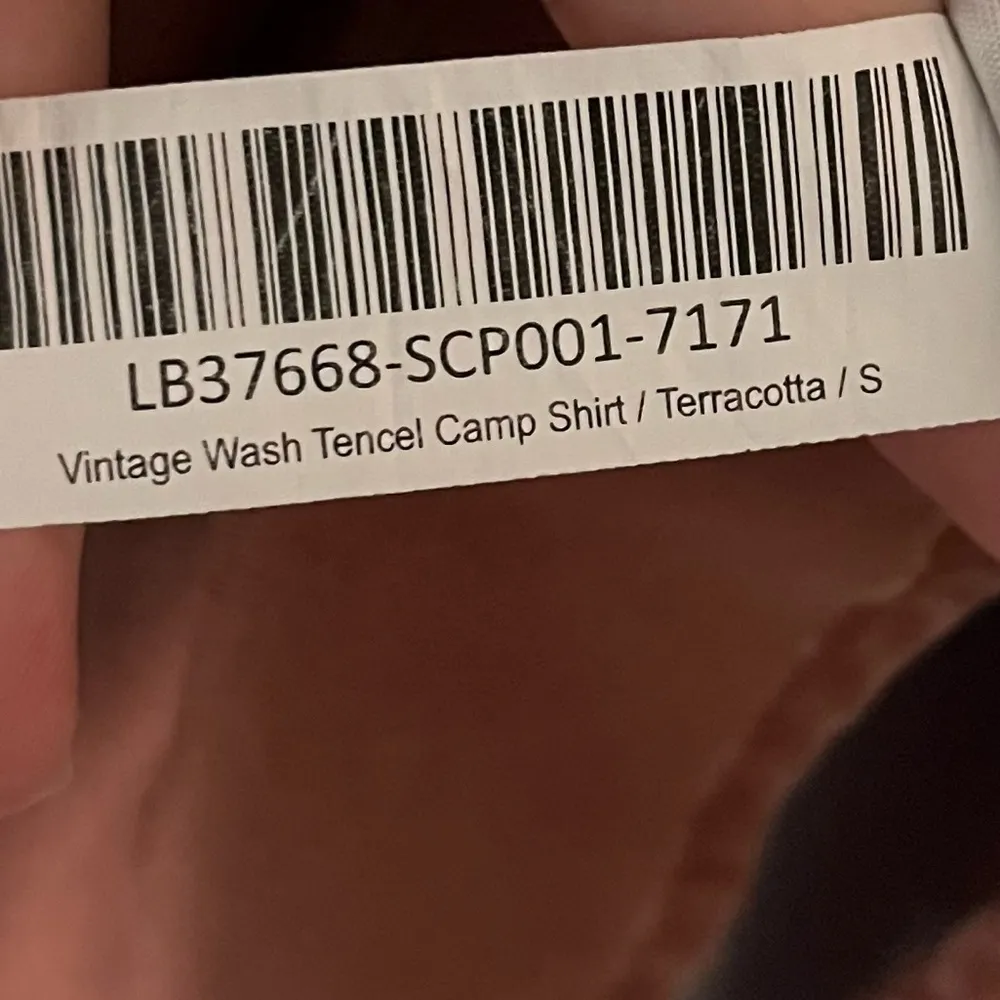 LB37668-SCP001-7171
Vintage Wash Tencel Camp Shirt / Terracotta / S